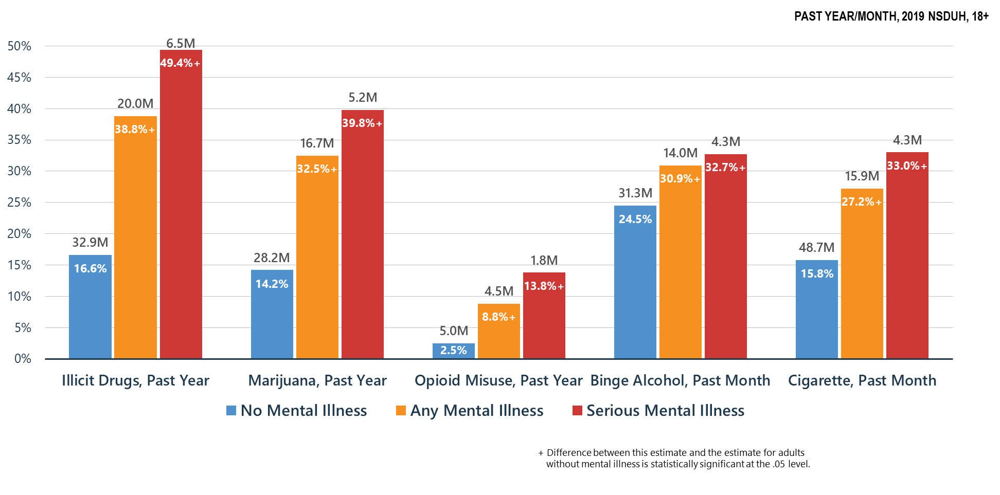 PAST YEAR/MONTH, 2019 NSDUH, 18+
50%
45%
40%
35%
30%
25%
20%
15%
10%
5%
0%
32.9M
16.6%
20.0M
38.8%+
6.5M
49.4%+
28.2M
14.2%
16.7M
32.5%+
5.2M
39.8%+
5.0M
2.5%
4.5M
8.8%+
1.8M
13.8%+
31.3M
24.5%
14.0M
30.9%+
4.3M
32.7%+
48.7M
15.8%
15.9M
27.2%+
4.3M
33.0%+
Illicit Drugs, Past Year
Marijuana, Past Year
Opioid Misuse, Past Year
Binge Alcohol, Past Month
Cigarette, Past Month
No Mental Illness
Any Mental Illness
Serious Mental Illness
+ Difference between this estimate and the estimate for adults
without mental illness is statistically significant at the .05 level.